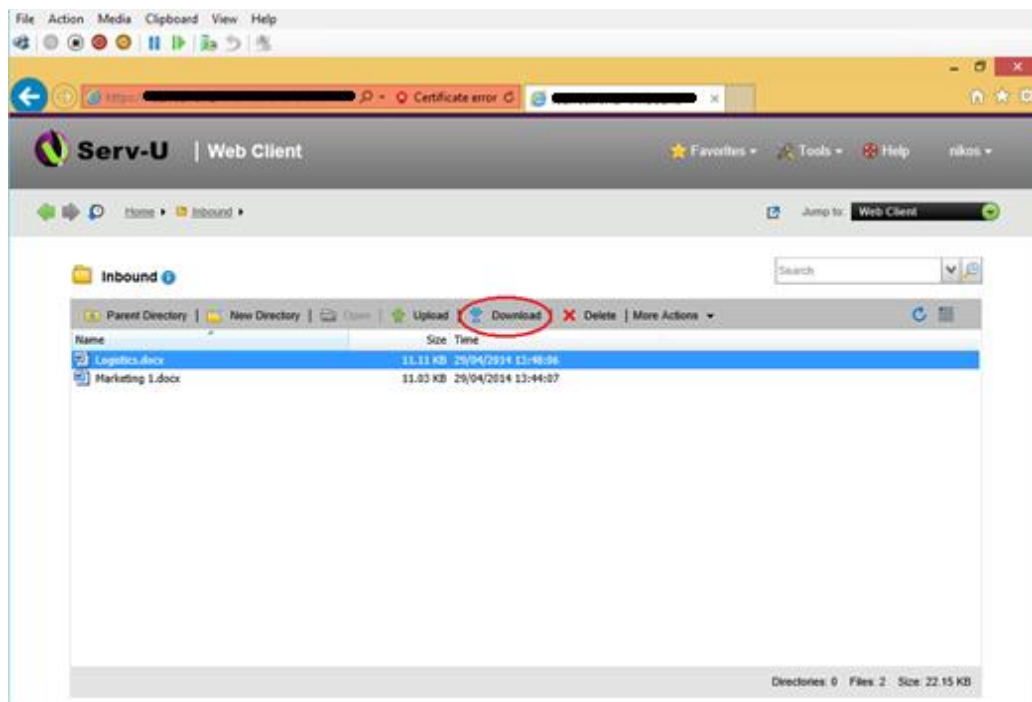 File Action Media Clipboard View Help
Certificate error
Serv-U | Web Client
Favorites Tools Help nikos
Home Inbound
Jump to: Web Client
Inbound
Search
Parent Directory | New Directory | Open | Upload | Download | Delete | More Actions
Name Size Time
Logistics.docx 11.11 KB 29/04/2014 13:48:06
Marketing 1.docx 11.03 KB 29/04/2014 13:44:07
Directories: 0 Files: 2 Size: 22.15 KB